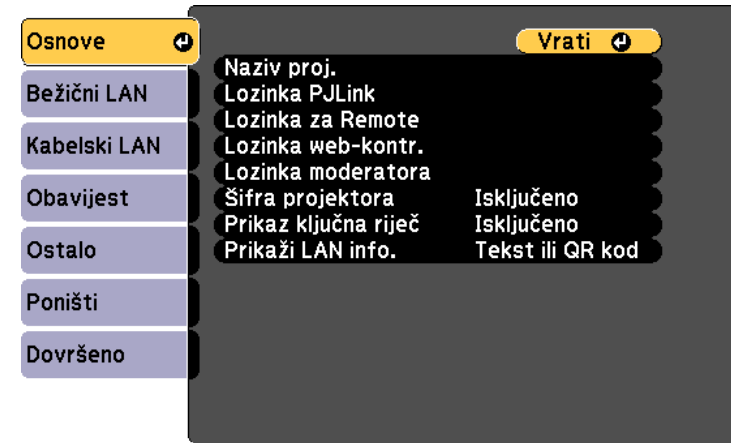 Osnove
Bežični LAN
Kabelski LAN
Obavijest
Ostalo
Poništi
Dovršeno
Vrati
Naziv proj.
Lozinka PJLink
Lozinka za Remote
Lozinka web-kontr.
Lozinka moderatora
Šifra projektora Isključeno
Prikaz ključna riječ Isključeno
Prikaži LAN info. Tekst ili QR kod